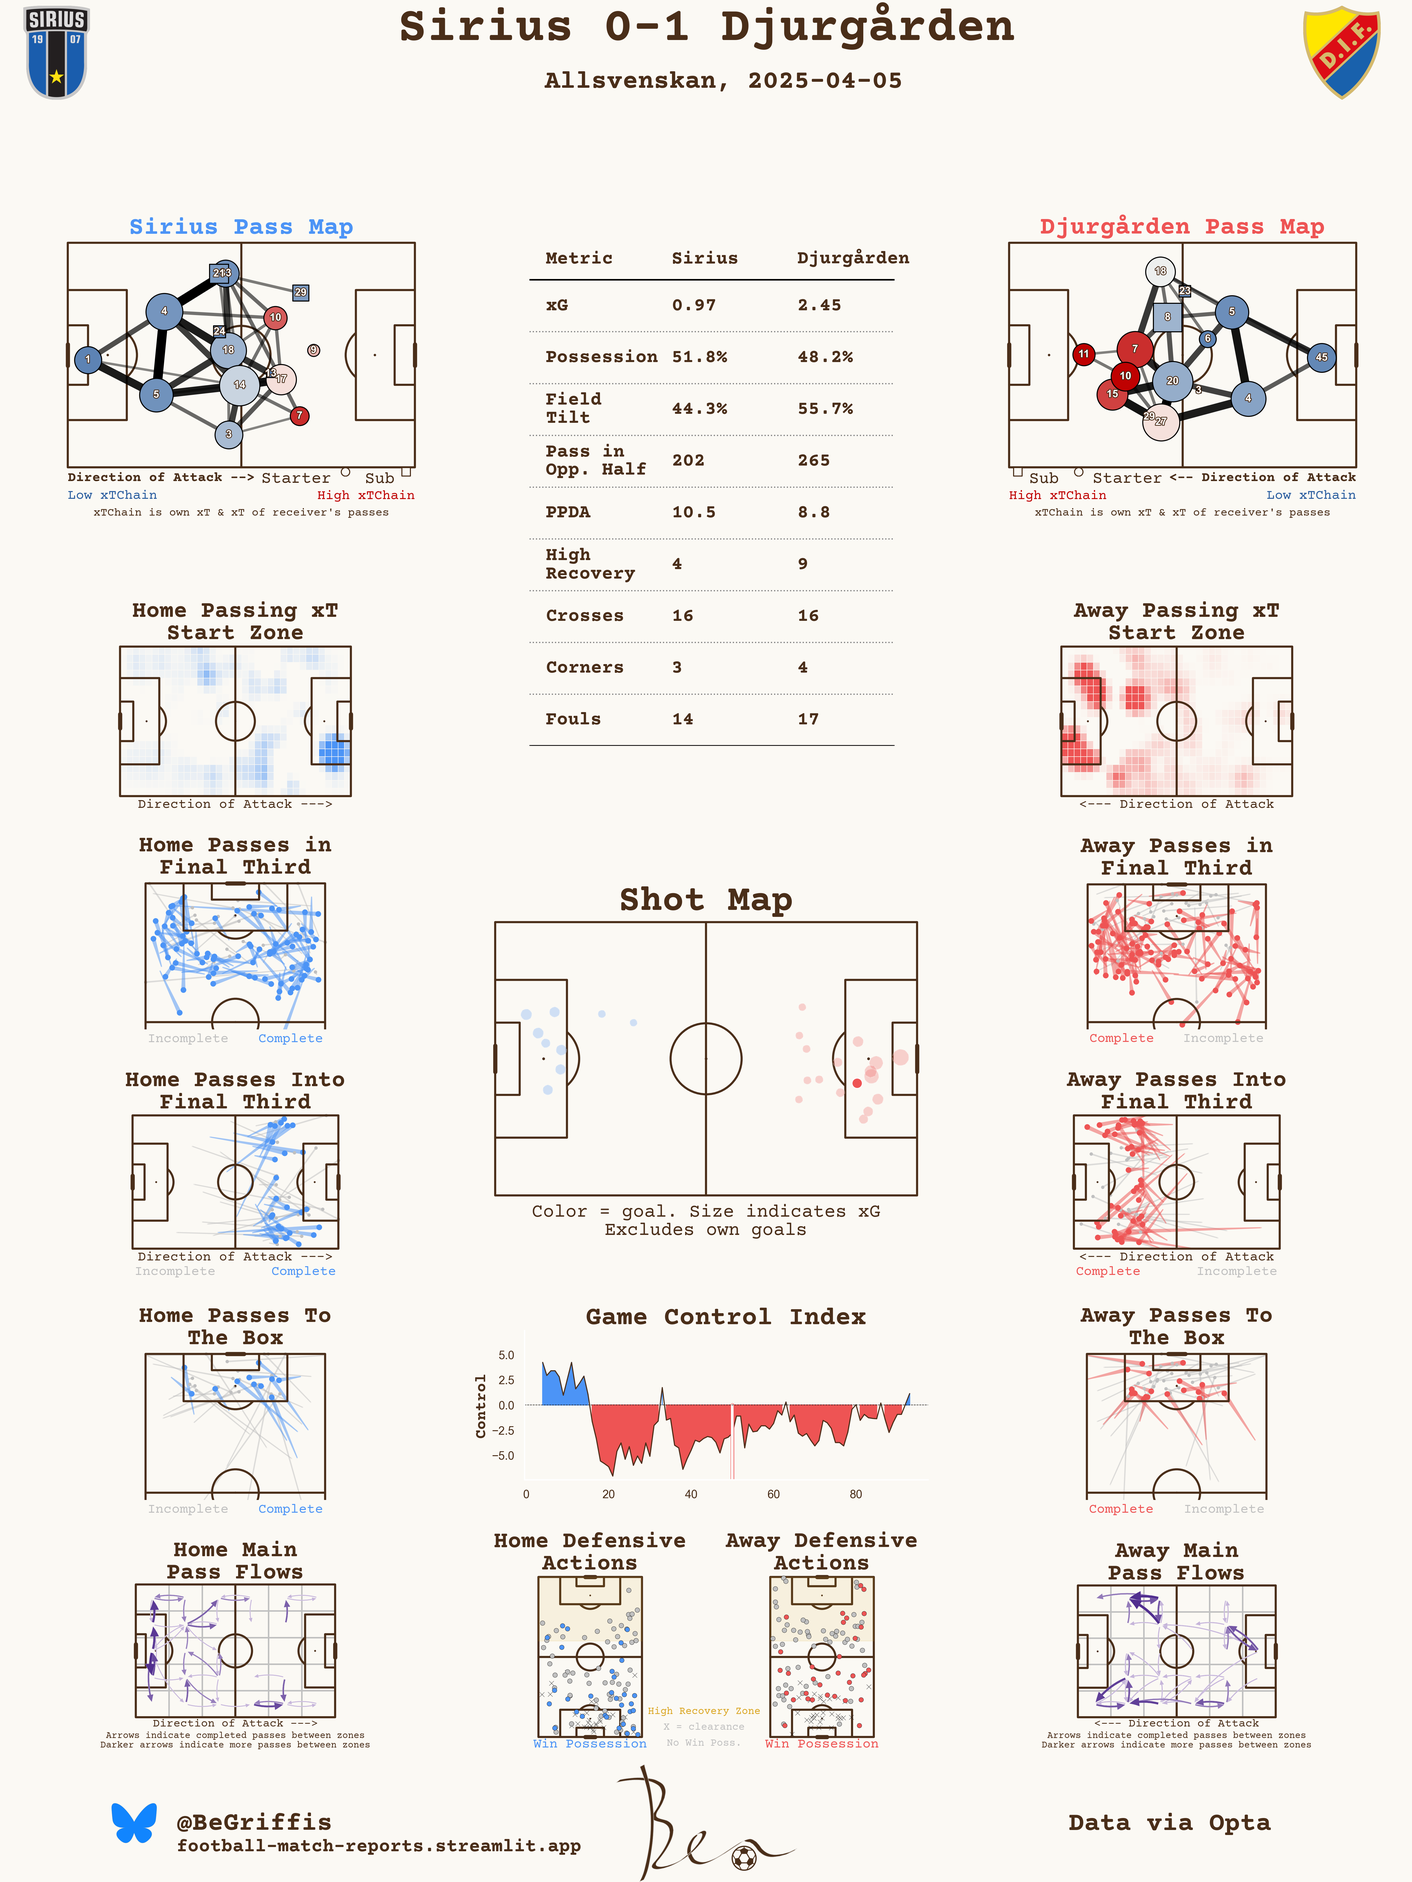 Sirius 0-1 Djurgården
Allsvenskan, 2025-04-05
SIRIUS
19 07
D.I.F.
Sirius Pass Map
213
29
4
10
24
18
9
1
13
17
14
5
7
3
Direction of Attack --> Starter Sub
Low xTChain High xTChain
xTChain is own xT & xT of receiver's passes
Metric Sirius Djurgården
xG 0.97 2.45
Possession 51.8% 48.2%
Field
Tilt 44.3% 55.7%
Pass in
Opp. Half 202 265
PPDA 10.5 8.8
High
Recovery 4 9
Crosses 16 16
Corners 3 4
Fouls 14 17
Djurgården Pass Map
18
23
8
5
6
7
11
45
10
20
3
15
4
29
27
Sub Starter <-- Direction of Attack
High xTChain Low xTChain
xTChain is own xT & xT of receiver's passes
Home Passing xT
Start Zone
Direction of Attack --->
Away Passing xT
Start Zone
<--- Direction of Attack
Home Passes in
Final Third
Incomplete Complete
Away Passes in
Final Third
Complete Incomplete
Shot Map
Color = goal. Size indicates xG
Excludes own goals
Home Passes Into
Final Third
Direction of Attack --->
Incomplete Complete
Away Passes Into
Final Third
<--- Direction of Attack
Complete Incomplete
Home Passes To
The Box
Incomplete Complete
Game Control Index
Control
5.0
2.5
0.0
−2.5
−5.0
0 20 40 60 80
Away Passes To
The Box
Complete Incomplete
Home Main
Pass Flows
Direction of Attack --->
Arrows indicate completed passes between zones
Darker arrows indicate more passes between zones
Home Defensive
Actions
Win Possession
Away Defensive
Actions
Win Possession
High Recovery Zone
X = clearance
No Win Poss.
Away Main
Pass Flows
<--- Direction of Attack
Arrows indicate completed passes between zones
Darker arrows indicate more passes between zones
@BeGriffis
football-match-reports.streamlit.app
Ben
Data via Opta